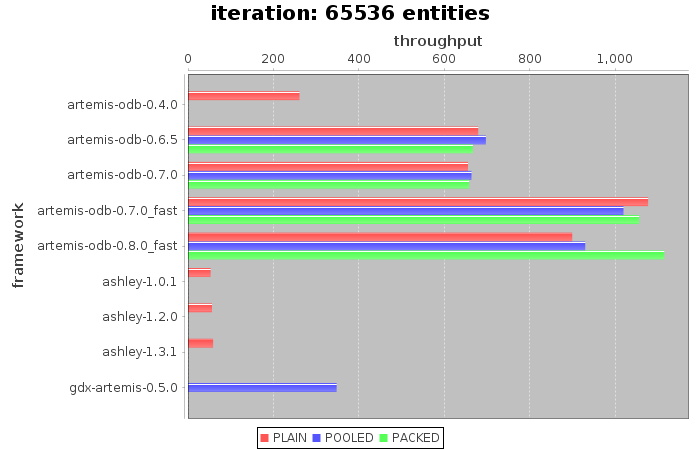 iteration: 65536 entities
throughput
0 200 400 600 800 1,000
framework
artemis-odb-0.4.0
artemis-odb-0.6.5
artemis-odb-0.7.0
artemis-odb-0.7.0_fast
artemis-odb-0.8.0_fast
ashley-1.0.1
ashley-1.2.0
ashley-1.3.1
gdx-artemis-0.5.0
PLAIN POOLED PACKED